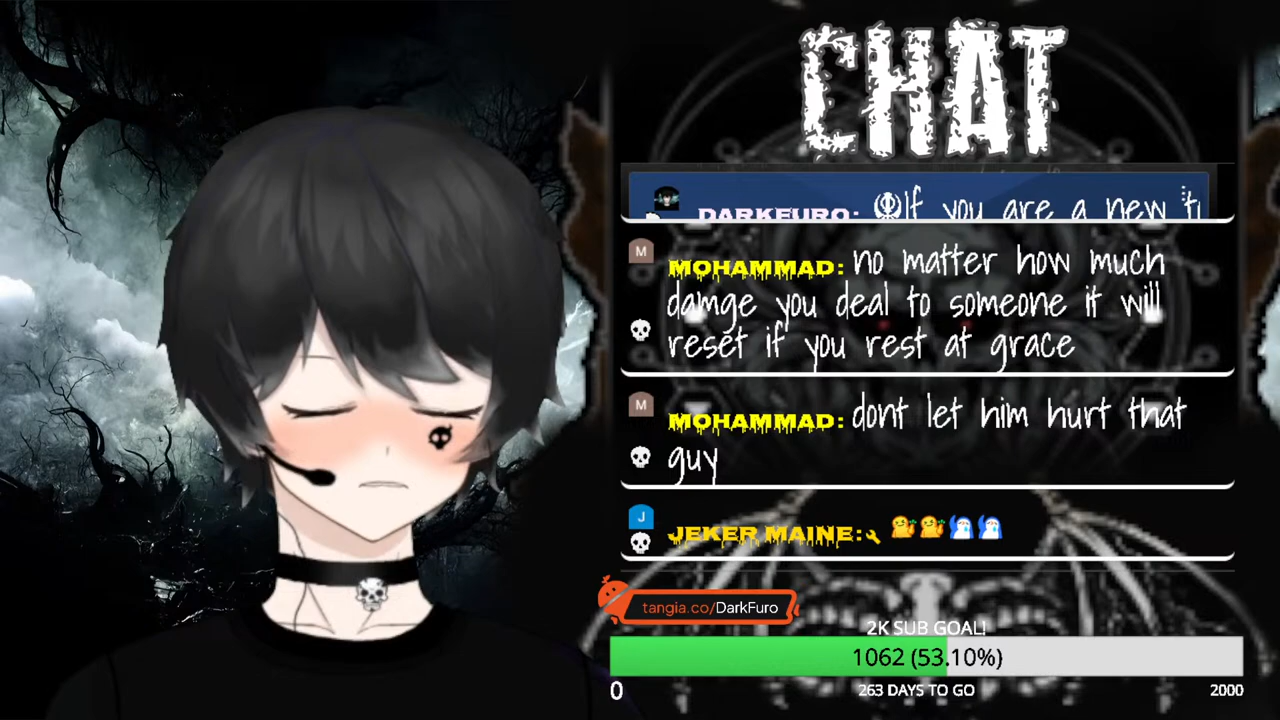 CHAT
DARKFURO: If you are a new
M
MOHAMMAD: no matter how much
damge you deal to someone it will
reset if you rest at grace
M
MOHAMMAD: dont let him hurt that
guy
J
JEKER MAINE:
tangia.co/DarkFuro
2K SUB GOAL!
1062 (53.10%)
0
263 DAYS TO GO
2000